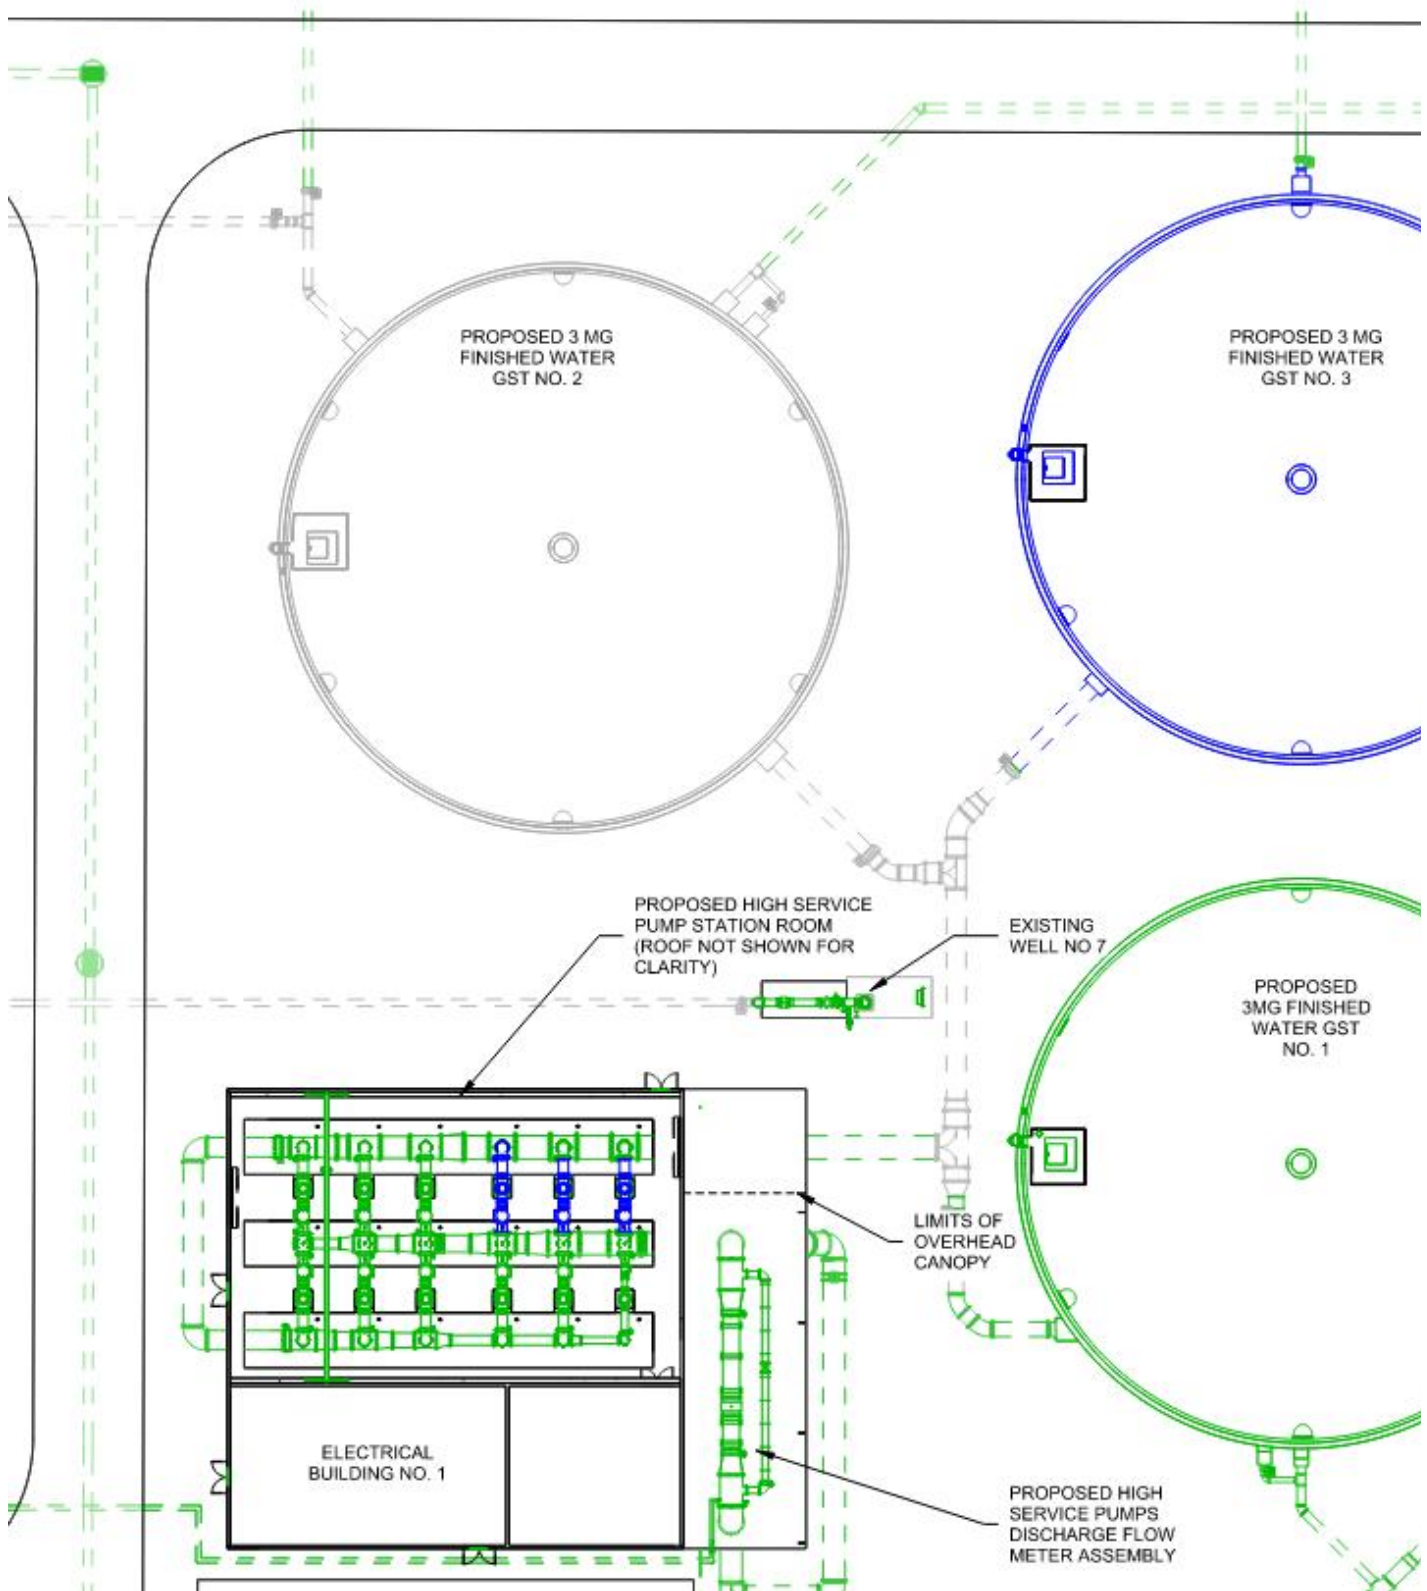 PROPOSED 3 MG
FINISHED WATER
GST NO. 2
PROPOSED 3 MG
FINISHED WATER
GST NO. 3
PROPOSED HIGH SERVICE
PUMP STATION ROOM
(ROOF NOT SHOWN FOR
CLARITY)
EXISTING
WELL NO 7
PROPOSED
3MG FINISHED
WATER GST
NO. 1
LIMITS OF
OVERHEAD
CANOPY
ELECTRICAL
BUILDING NO. 1
PROPOSED HIGH
SERVICE PUMPS
DISCHARGE FLOW
METER ASSEMBLY